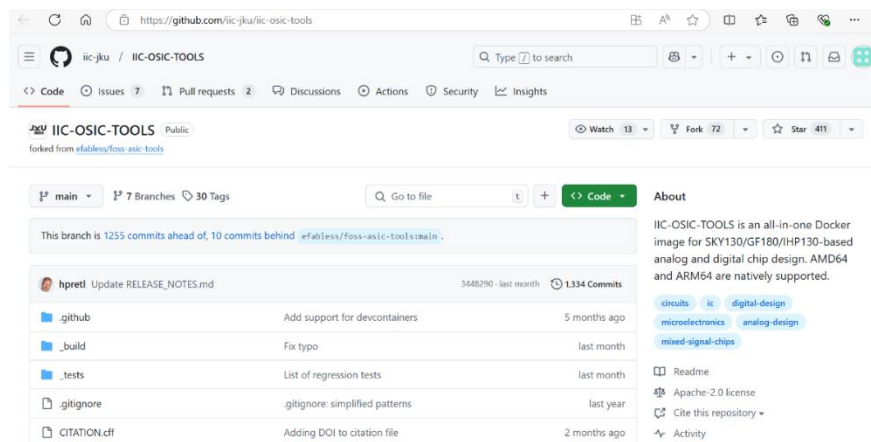 https://github.com/iic-jku/iic-osic-tools
iic-jku / IIC-OSIC-TOOLS
Type / to search
Code Issues 7 Pull requests 2 Discussions Actions Security Insights
JKU IIC-OSIC-TOOLS Public
forked from efabless/foss-asic-tools
Watch 13 Fork 72 Star 411
main 7 Branches 30 Tags Go to file t Code
This branch is 1255 commits ahead of, 10 commits behind efabless/foss-asic-tools:main .
hpretl Update RELEASE_NOTES.md 3448290 · last month 1,334 Commits
.github Add support for devcontainers 5 months ago
_build Fix typo last month
_tests List of regression tests last month
.gitignore .gitignore: simplified patterns last year
CITATION.cff Adding DOI to citation file 2 months ago
About
IIC-OSIC-TOOLS is an all-in-one Docker
image for SKY130/GF180/IHP130-based
analog and digital chip design. AMD64
and ARM64 are natively supported.
circuits ic digital-design
microelectronics analog-design
mixed-signal-chips
Readme
Apache-2.0 license
Cite this repository
Activity